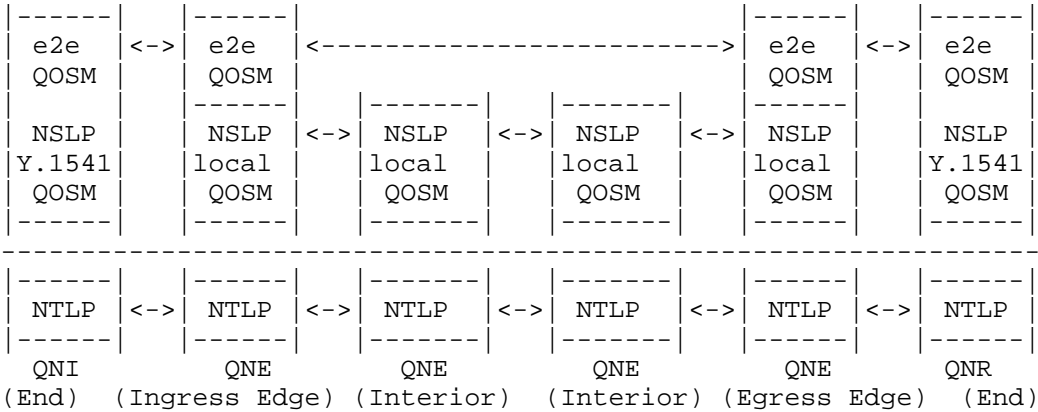 |------|   |------|                           |------|   |------|
| e2e  |<->| e2e  |<------------------------->| e2e  |<->| e2e  |
| QOSM |   | QOSM |                           | QOSM |   | QOSM |
|      |   |------|   |-------|   |-------|   |------|   |      |
| NSLP |   | NSLP |<->| NSLP  |<->| NSLP  |<->| NSLP |   | NSLP |
|Y.1541|   |local |   |local  |   |local  |   |local |   |Y.1541|
| QOSM |   | QOSM |   | QOSM  |   | QOSM  |   | QOSM |   | QOSM |
|------|   |------|   |-------|   |-------|   |------|   |------|
-----------------------------------------------------------------
|------|   |------|   |-------|   |-------|   |------|   |------|
| NTLP |<->| NTLP |<->| NTLP  |<->| NTLP  |<->| NTLP |<->| NTLP |
|------|   |------|   |-------|   |-------|   |------|   |------|
  QNI         QNE        QNE         QNE         QNE       QNR
(End)  (Ingress Edge) (Interior)  (Interior) (Egress Edge)  (End)